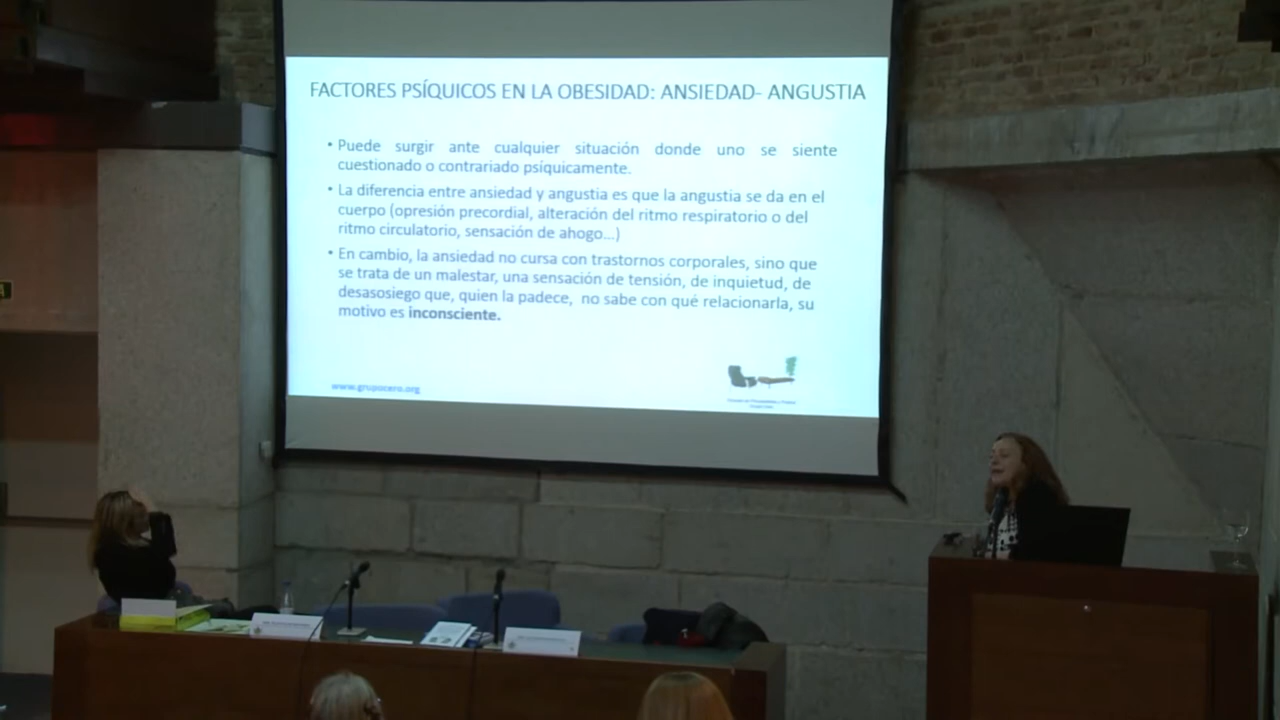 FACTORES PSÍQUICOS EN LA OBESIDAD: ANSIEDAD- ANGUSTIA
• Puede surgir ante cualquier situación donde uno se siente
cuestionado o contrariado psíquicamente.
• La diferencia entre ansiedad y angustia es que la angustia se da en el
cuerpo (opresión precordial, alteración del ritmo respiratorio o del
ritmo circulatorio, sensación de ahogo...)
• En cambio, la ansiedad no cursa con trastornos corporales, sino que
se trata de un malestar, una sensación de tensión, de inquietud, de
desasosiego que, quien la padece, no sabe con qué relacionarla, su
motivo es inconsciente.
www.grupocero.org